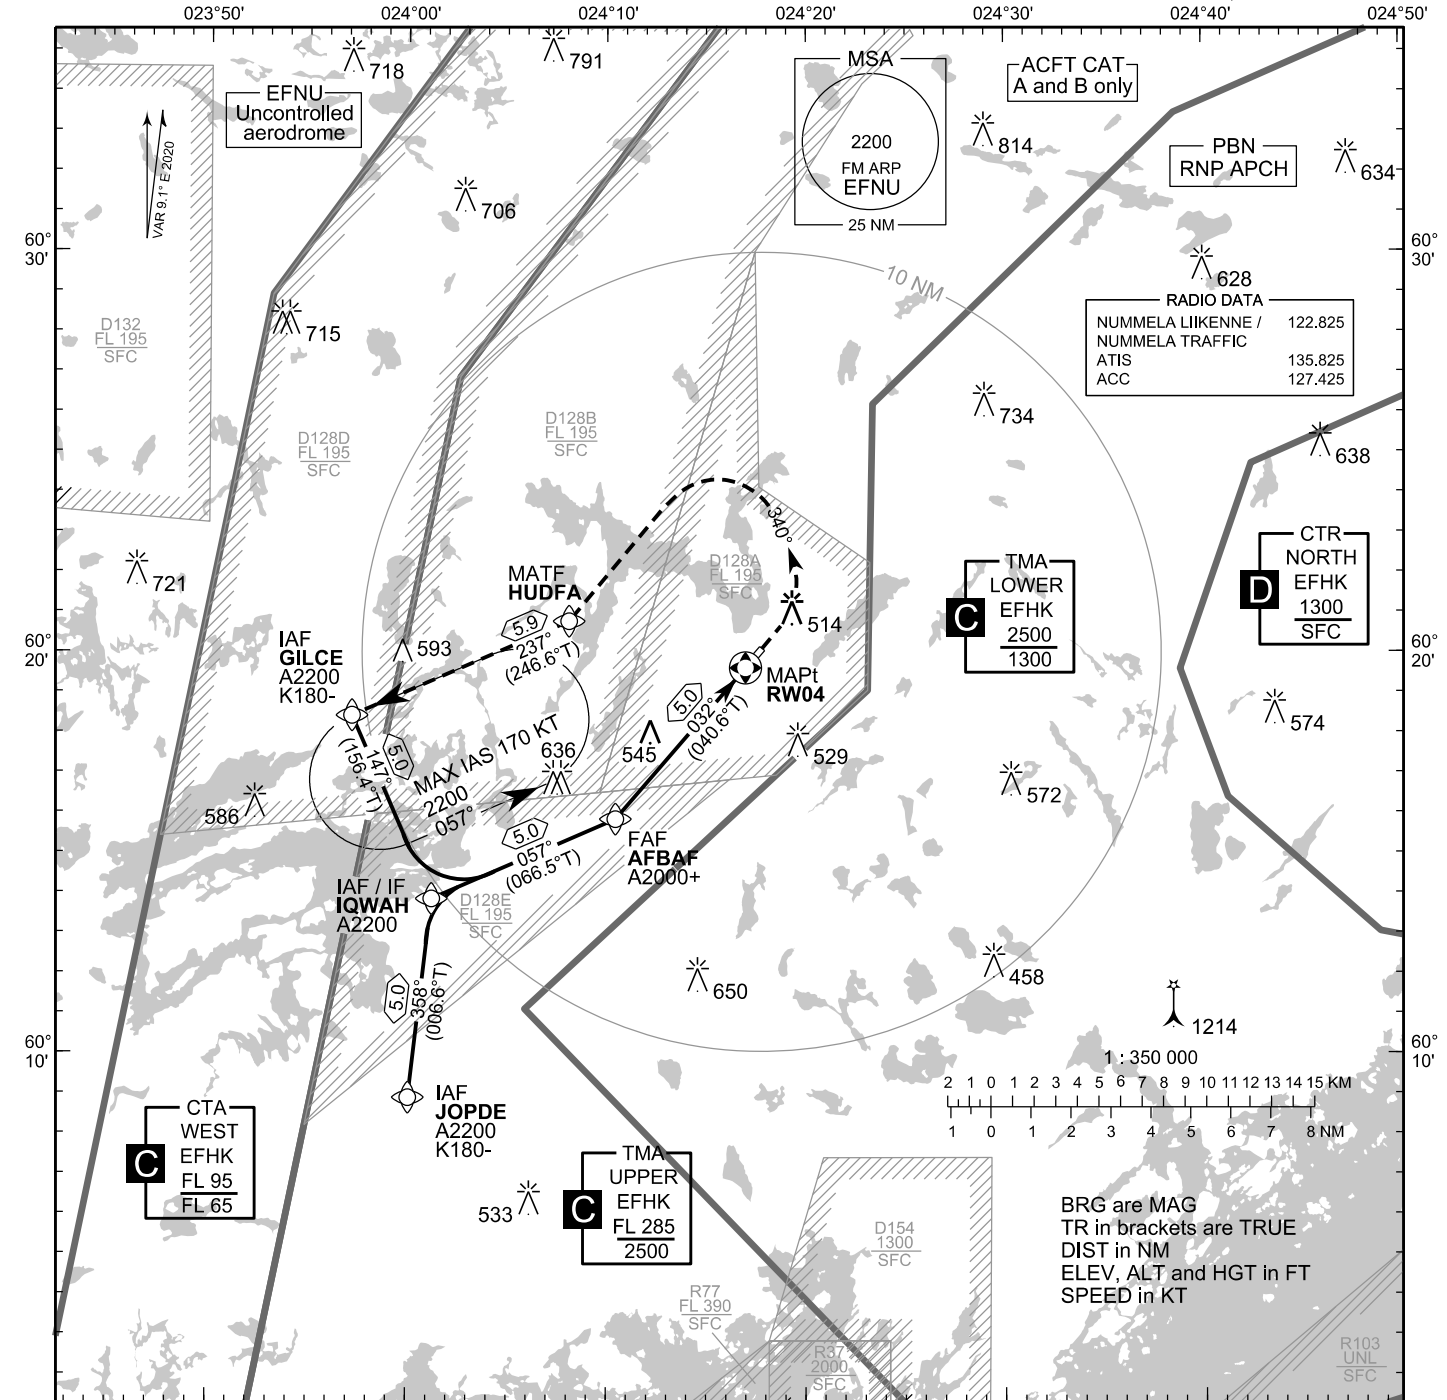 023°50'
024°00'
024°10'
024°20'
024°30'
024°40'
024°50'
718
791
EFNU
Uncontrolled
aerodrome
VAR 9.1° E 2020
MSA
2200
FM ARP
EFNU
25 NM
ACFT CAT
A and B only
814
PBN
RNP APCH
634
706
60°
30'
60°
30'
628
10 NM
RADIO DATA
NUMMELA LIIKENNE / 122.825
NUMMELA TRAFFIC
ATIS 135.825
ACC 127.425
D132
FL 195
SFC
715
734
D128B
FL 195
SFC
D128D
FL 195
SFC
638
340°
721
MATF
HUDFA
D128A
FL 195
SFC
TMA
LOWER
C
EFHK
2500
1300
CTR
NORTH
D
EFHK
1300
SFC
514
5.9
237°
(246.6°T)
IAF
GILCE
A2200
K180-
593
60°
20'
60°
20'
MAPt
RW04
5.0
032°
(040.6°T)
574
5.0
147°
(156.4°T)
MAX IAS 170 KT
2200
057°
636
545
529
586
572
5.0
057°
(066.5°T)
FAF
AFBAF
A2000+
IAF / IF
IQWAH
A2200
D128E
FL 195
SFC
5.0
358°
(006.6°T)
650
458
1214
60°
10'
60°
10'
1 : 350 000
2 1 0 1 2 3 4 5 6 7 8 9 10 11 12 13 14 15 KM
1 0 1 2 3 4 5 6 7 8 NM
IAF
JOPDE
A2200
K180-
CTA
WEST
C
EFHK
FL 95
FL 65
TMA
UPPER
C
EFHK
FL 285
2500
533
D154
1300
SFC
BRG are MAG
TR in brackets are TRUE
DIST in NM
ELEV, ALT and HGT in FT
SPEED in KT
R77
FL 390
SFC
R37
2000
SFC
R103
UNL
SFC